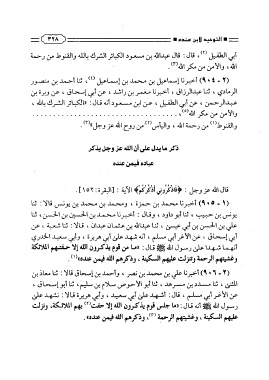 التوحيد لابن منده ٣٢٨
أبي الطفيل (٢)، قال: قال عبدالله بن مسعود الكبائر الشرك بالله والقنوط من رحمة
الله، والأمن من مكر الله (٣).
(٢ - ٩٠٤) أخبرنا إسماعيل بن محمد بن إسماعيل (٤)، ثنا أحمد بن منصور
الرمادي، ثنا عبدالرزاق، أخبرنا معمر بن راشد، عن أبي إسحاق، عن وبرة بن
عبدالرحمن، عن أبي الطفيل، عن ابن مسعود أنه قال: «الكبائر الشرك بالله،
والأمن من مكر الله
والقنوط من رحمة الله، واليأس من روح الله عز وجل»
ذكر ما يدل على أن الله عز وجل يذكر
عباده فيمن عنده
قال الله عز وجل: ﴿فَاذْكُرُونِي أَذْكُرْكُمْ﴾ الآية: [البقرة: ١٥٢].
(١ - ٩٠٥) أخبرنا محمد بن حمزة، ومحمد بن محمد بن يونس قالا: ثنا
يونس بن حبيب، ثنا أبو داود، وقال: أخبرنا محمد بن الحسين بن الحسن، ثنا
علي بن الحسن بن أبي عيسى، ثنا عبدالله بن عثمان عبدان، قالا: ثنا شعبة، عن
أبي إسحاق، عن الأغر أبي مسلم، أنه شهد على أبي هريرة، وأبي سعيد الخدري
أنهما شهدا على رسول الله ﷺ قال: «ما من قوم يذكرون الله إلا حفتهم الملائكة
وغشيتهم الرحمة وتنزلت عليهم السكينة، وذكرهم الله فيمن عنده».
(٢ - ٩٠٦) أخبرنا علي بن محمد بن نصر، وأحمد بن إسحاق قالا: ثنا معاذ بن
المثنى، ثنا مسدد بن مسرهد، ثنا أبو الأحوص سلام بن سليم، ثنا أبو إسحاق،
عن الأغر أبي مسلم، قال: أشهد على أبي سعيد، وأبي هريرة قالا: نشهد على
رسول الله ﷺ أنه قال: «ما جلس قوم يذكرون الله إلا حفت بهم الملائكة، ونزلت
عليهم السكينة، وغشيتهم الرحمة (٢)، وذكرهم الله فيمن عنده».